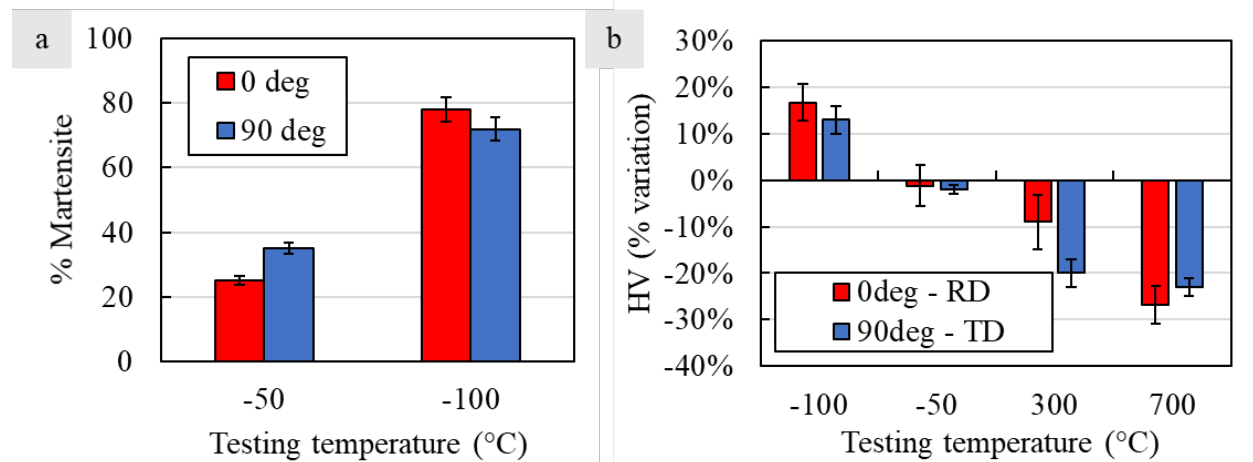 a
100
80
60
40
20
0
% Martensite
0 deg
90 deg
-50
-100
Testing temperature (°C)
b
30%
20%
10%
0%
-10%
-20%
-30%
-40%
HV (% variation)
0deg - RD
90deg - TD
-100 -50 300 700
Testing temperature (°C)